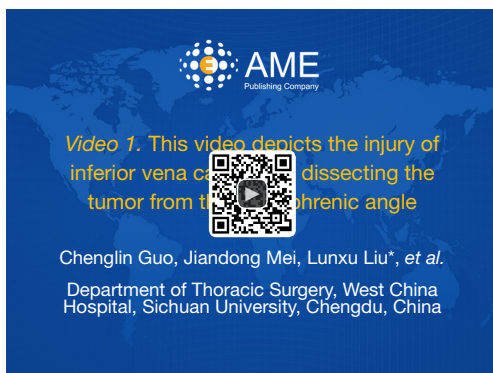 AME
Publishing Company
Video 1. This video depicts the injury of
inferior vena dissecting the
tumor from phrenic angle
Chenglin Guo, Jiandong Mei, Lunxu Liu*, et al.
Department of Thoracic Surgery, West China
Hospital, Sichuan University, Chengdu, China